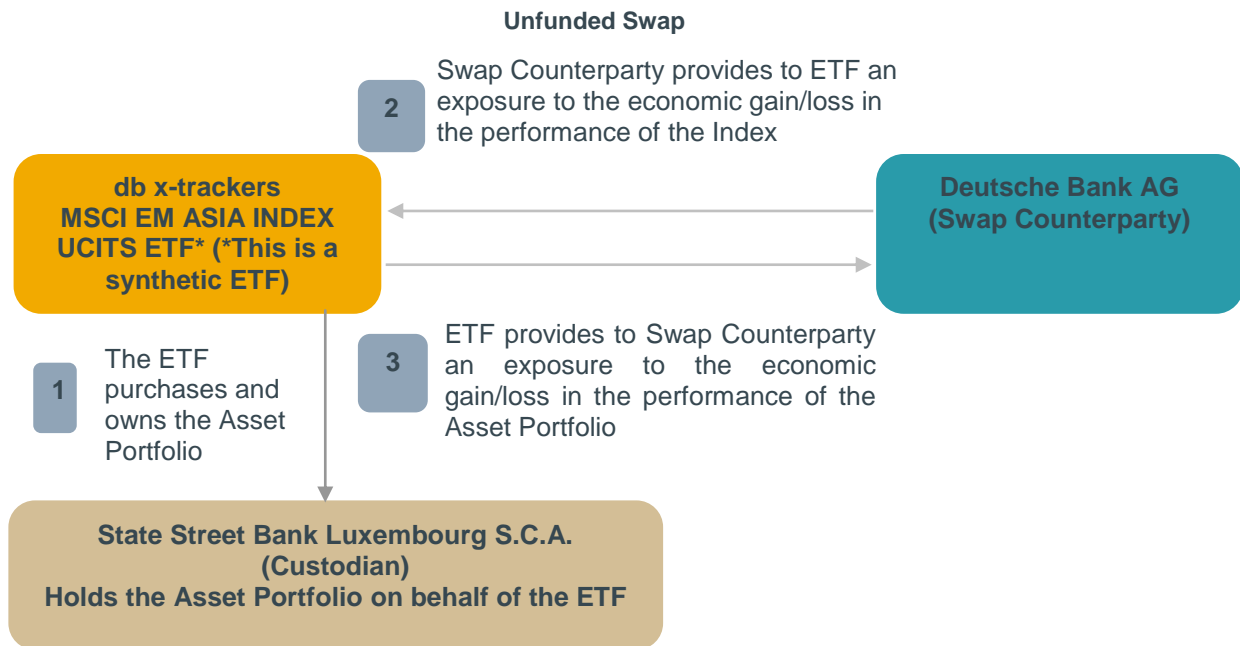 Unfunded Swap
2
Swap Counterparty provides to ETF an
exposure to the economic gain/loss in
the performance of the Index
db x-trackers
MSCI EM ASIA INDEX
UCITS ETF* (*This is a
synthetic ETF)
Deutsche Bank AG
(Swap Counterparty)
1
The ETF
purchases and
owns the Asset
Portfolio
3
ETF provides to Swap Counterparty
an exposure to the economic
gain/loss in the performance of the
Asset Portfolio
State Street Bank Luxembourg S.C.A.
(Custodian)
Holds the Asset Portfolio on behalf of the ETF